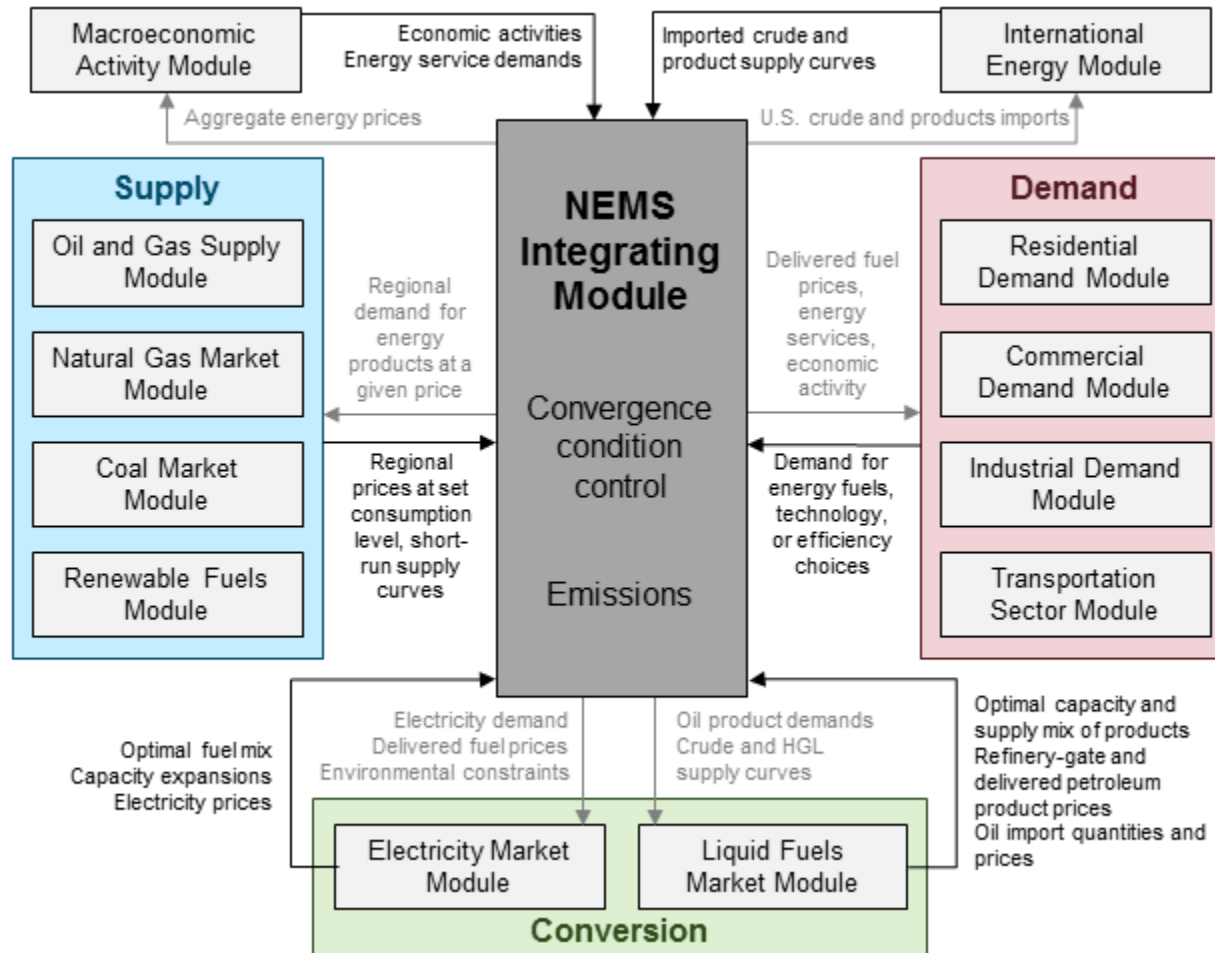 Macroeconomic
Activity Module
Economic activities
Energy service demands
Imported crude and
product supply curves
International
Energy Module
Aggregate energy prices
U.S. crude and products imports
Supply
Oil and Gas Supply
Module
Natural Gas Market
Module
Coal Market
Module
Renewable Fuels
Module
Regional
demand for
energy
products at a
given price
Regional
prices at set
consumption
level, short-
run supply
curves
NEMS
Integrating
Module
Convergence
condition
control
Emissions
Delivered fuel
prices,
energy
services,
economic
activity
Demand for
energy fuels,
technology,
or efficiency
choices
Demand
Residential
Demand Module
Commercial
Demand Module
Industrial Demand
Module
Transportation
Sector Module
Optimal fuel mix
Capacity expansions
Electricity prices
Electricity demand
Delivered fuel prices
Environmental constraints
Oil product demands
Crude and HGL
supply curves
Optimal capacity and
supply mix of products
Refinery-gate and
delivered petroleum
product prices
Oil import quantities and
prices
Electricity Market
Module
Liquid Fuels
Market Module
Conversion